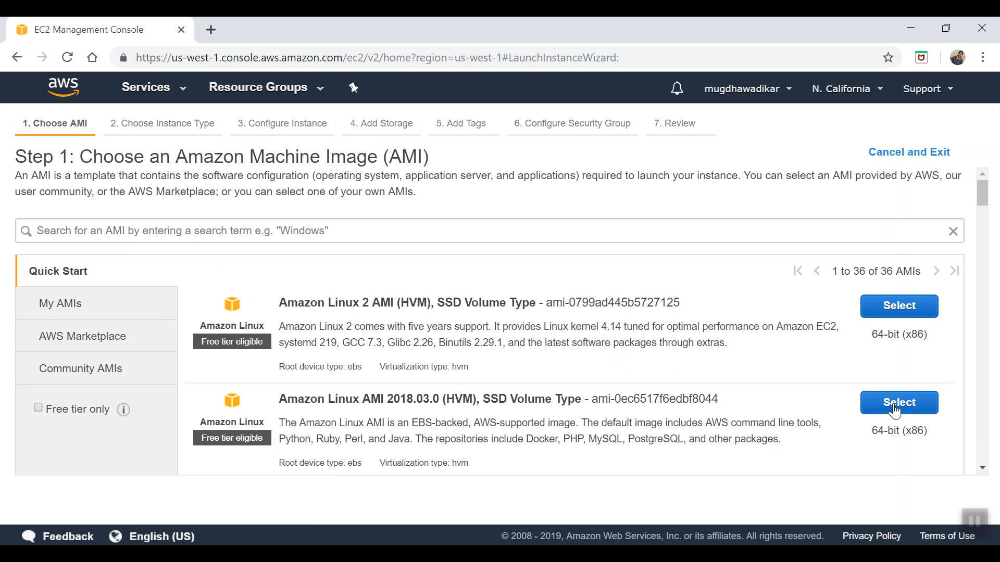 EC2 Management Console
https://us-west-1.console.aws.amazon.com/ec2/v2/home?region=us-west-1#LaunchInstanceWizard:
aws Services Resource Groups mugdhawadikar N. California Support
1. Choose AMI 2. Choose Instance Type 3. Configure Instance 4. Add Storage 5. Add Tags 6. Configure Security Group 7. Review
Step 1: Choose an Amazon Machine Image (AMI)
Cancel and Exit
An AMI is a template that contains the software configuration (operating system, application server, and applications) required to launch your instance. You can select an AMI provided by AWS, our
user community, or the AWS Marketplace; or you can select one of your own AMIs.
Search for an AMI by entering a search term e.g. "Windows"
Quick Start
1 to 36 of 36 AMIs
My AMIs
AWS Marketplace
Community AMIs
Free tier only
Amazon Linux
Free tier eligible
Amazon Linux 2 AMI (HVM), SSD Volume Type - ami-0799ad445b5727125
Amazon Linux 2 comes with five years support. It provides Linux kernel 4.14 tuned for optimal performance on Amazon EC2,
systemd 219, GCC 7.3, Glibc 2.26, Binutils 2.29.1, and the latest software packages through extras.
Root device type: ebs Virtualization type: hvm
Select
64-bit (x86)
Amazon Linux
Free tier eligible
Amazon Linux AMI 2018.03.0 (HVM), SSD Volume Type - ami-0ec6517f6edbf8044
The Amazon Linux AMI is an EBS-backed, AWS-supported image. The default image includes AWS command line tools,
Python, Ruby, Perl, and Java. The repositories include Docker, PHP, MySQL, PostgreSQL, and other packages.
Root device type: ebs Virtualization type: hvm
Select
64-bit (x86)
Feedback English (US) © 2008 - 2019, Amazon Web Services, Inc. or its affiliates. All rights reserved. Privacy Policy Terms of Use